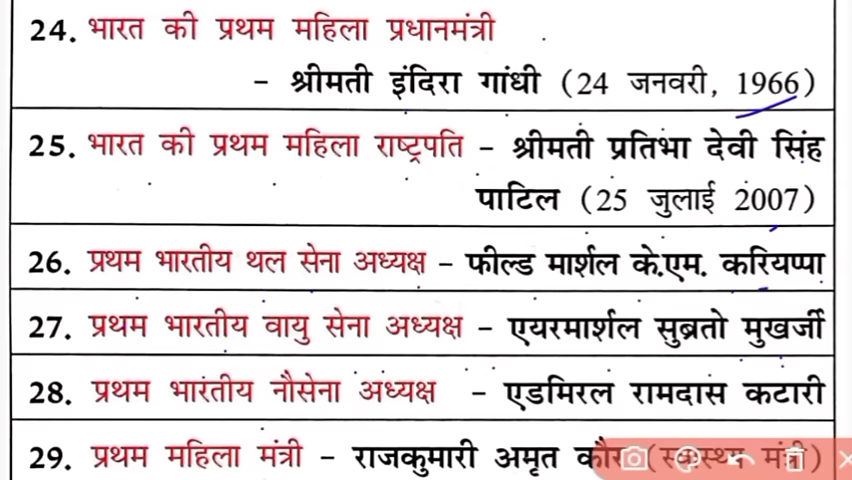 24. भारत की प्रथम महिला प्रधानमंत्री
– श्रीमती इंदिरा गांधी (24 जनवरी, 1966)
25. भारत की प्रथम महिला राष्ट्रपति – श्रीमती प्रतिभा देवी सिंह
पाटिल (25 जुलाई 2007)
26. प्रथम भारतीय थल सेना अध्यक्ष – फील्ड मार्शल के.एम. करियप्पा
27. प्रथम भारतीय वायु सेना अध्यक्ष – एयरमार्शल सुब्रतो मुखर्जी
28. प्रथम भारतीय नौसेना अध्यक्ष – एडमिरल रामदास कटारी
29. प्रथम महिला मंत्री – राजकुमारी अमृत कौर (स्वास्थ्य मंत्री)